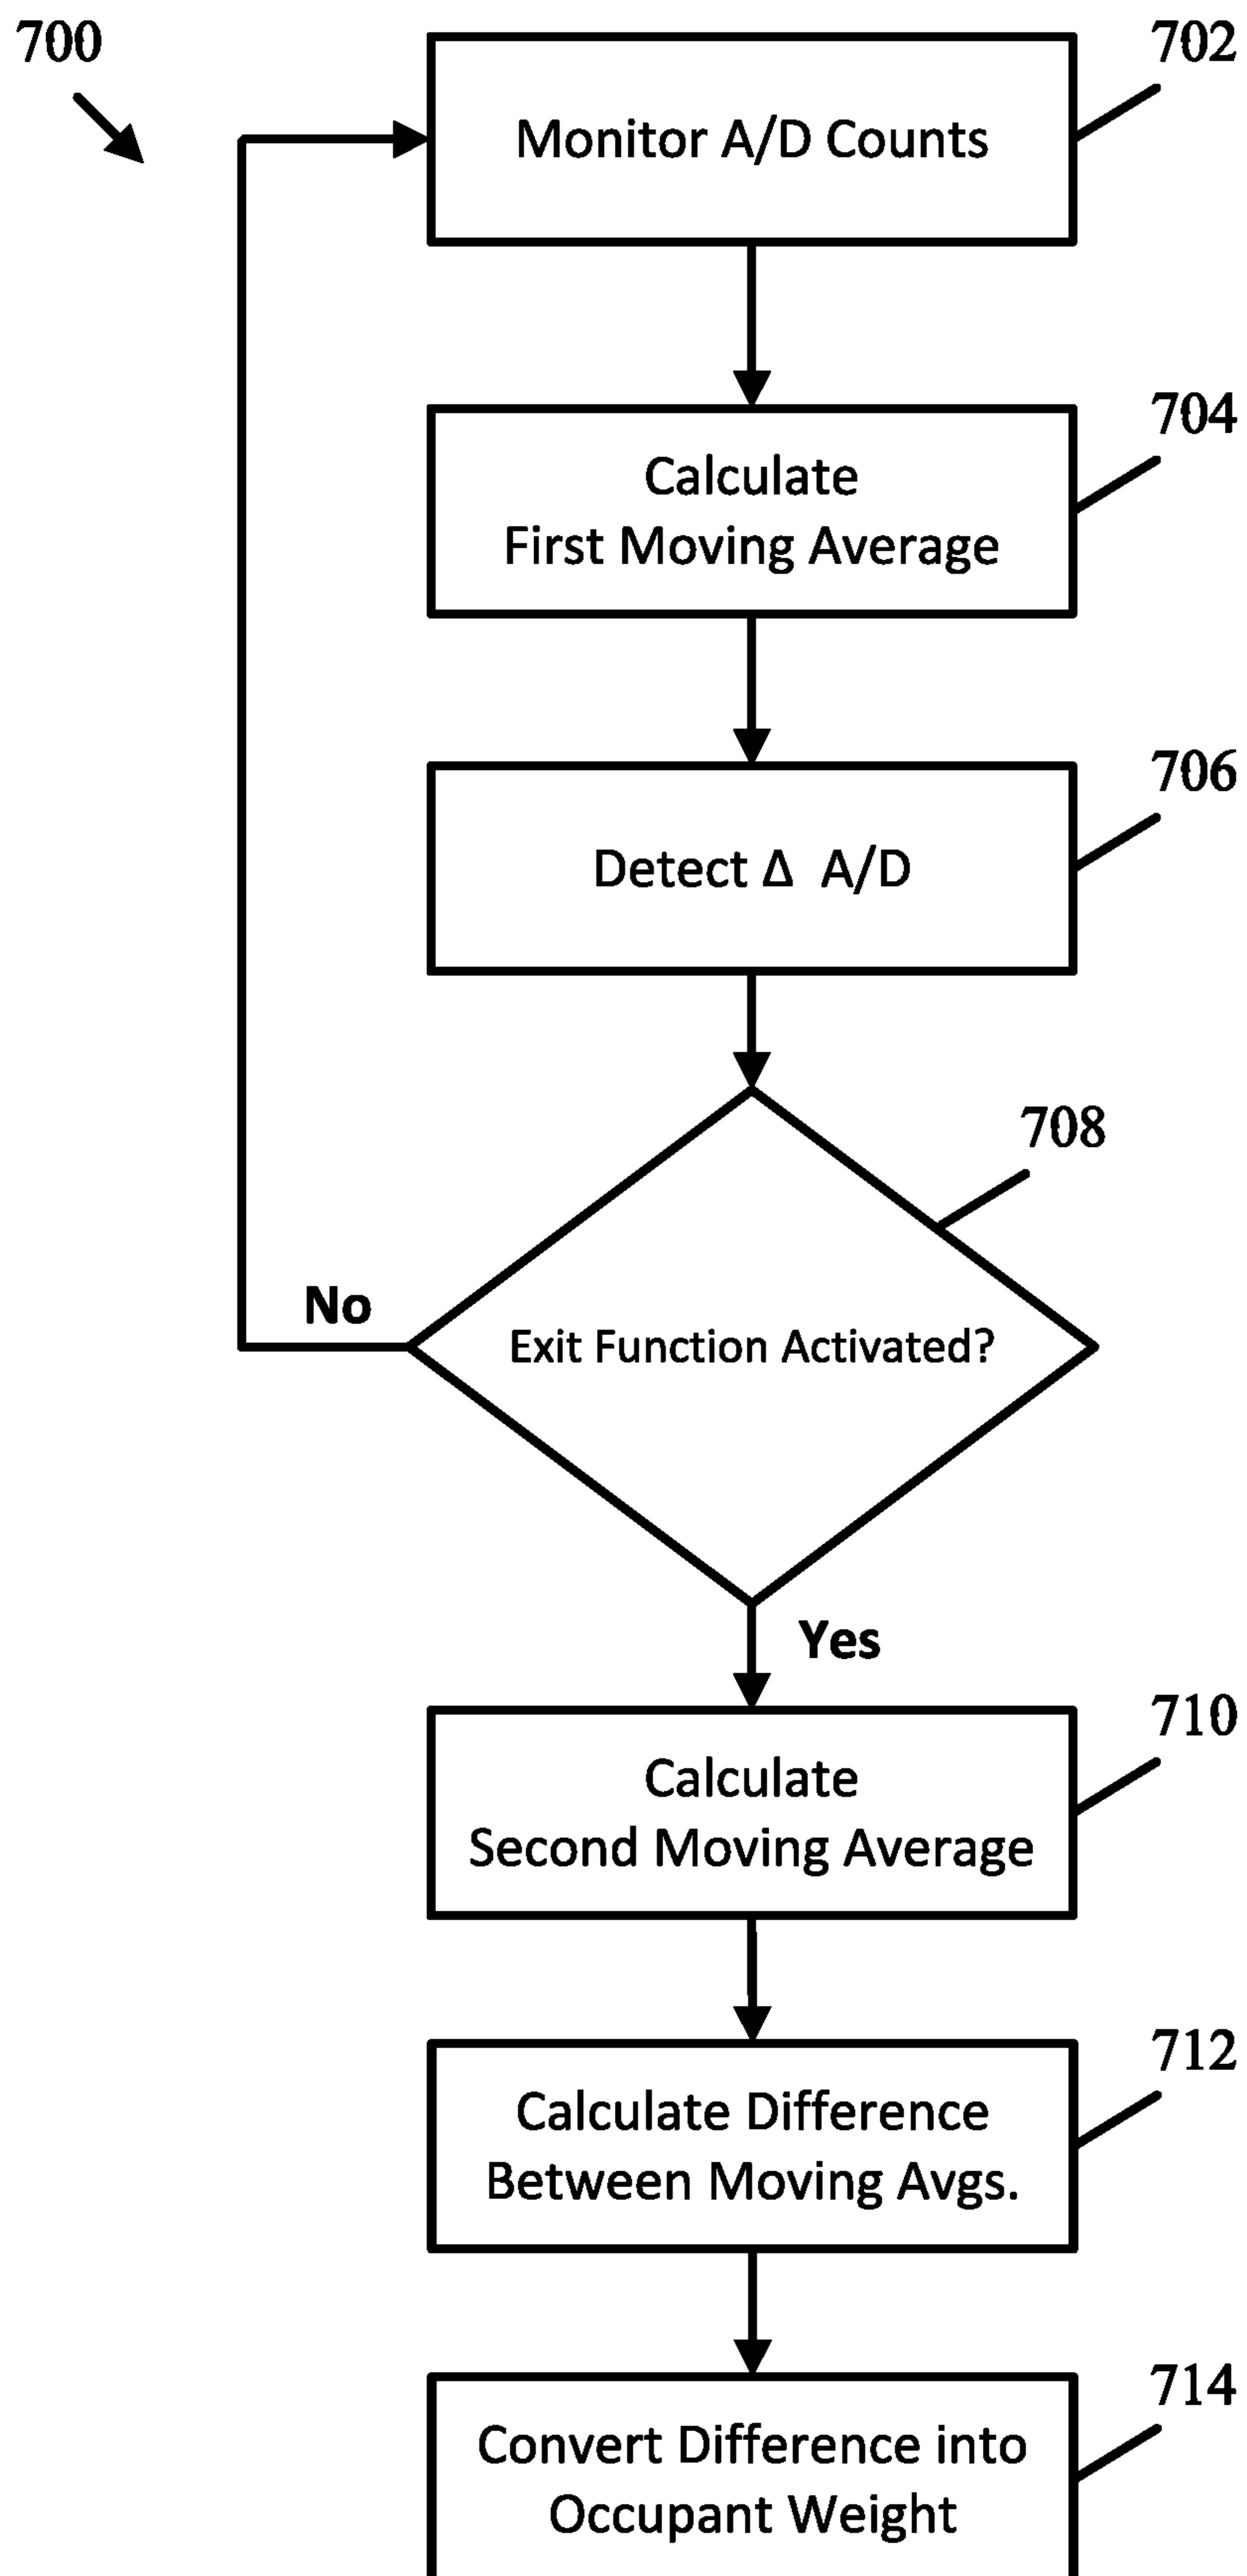 700
702
Monitor A/D Counts
704
Calculate
First Moving Average
706
Detect Δ A/D
708
Exit Function Activated?
No
Yes
710
Calculate
Second Moving Average
712
Calculate Difference
Between Moving Avgs.
714
Convert Difference into
Occupant Weight